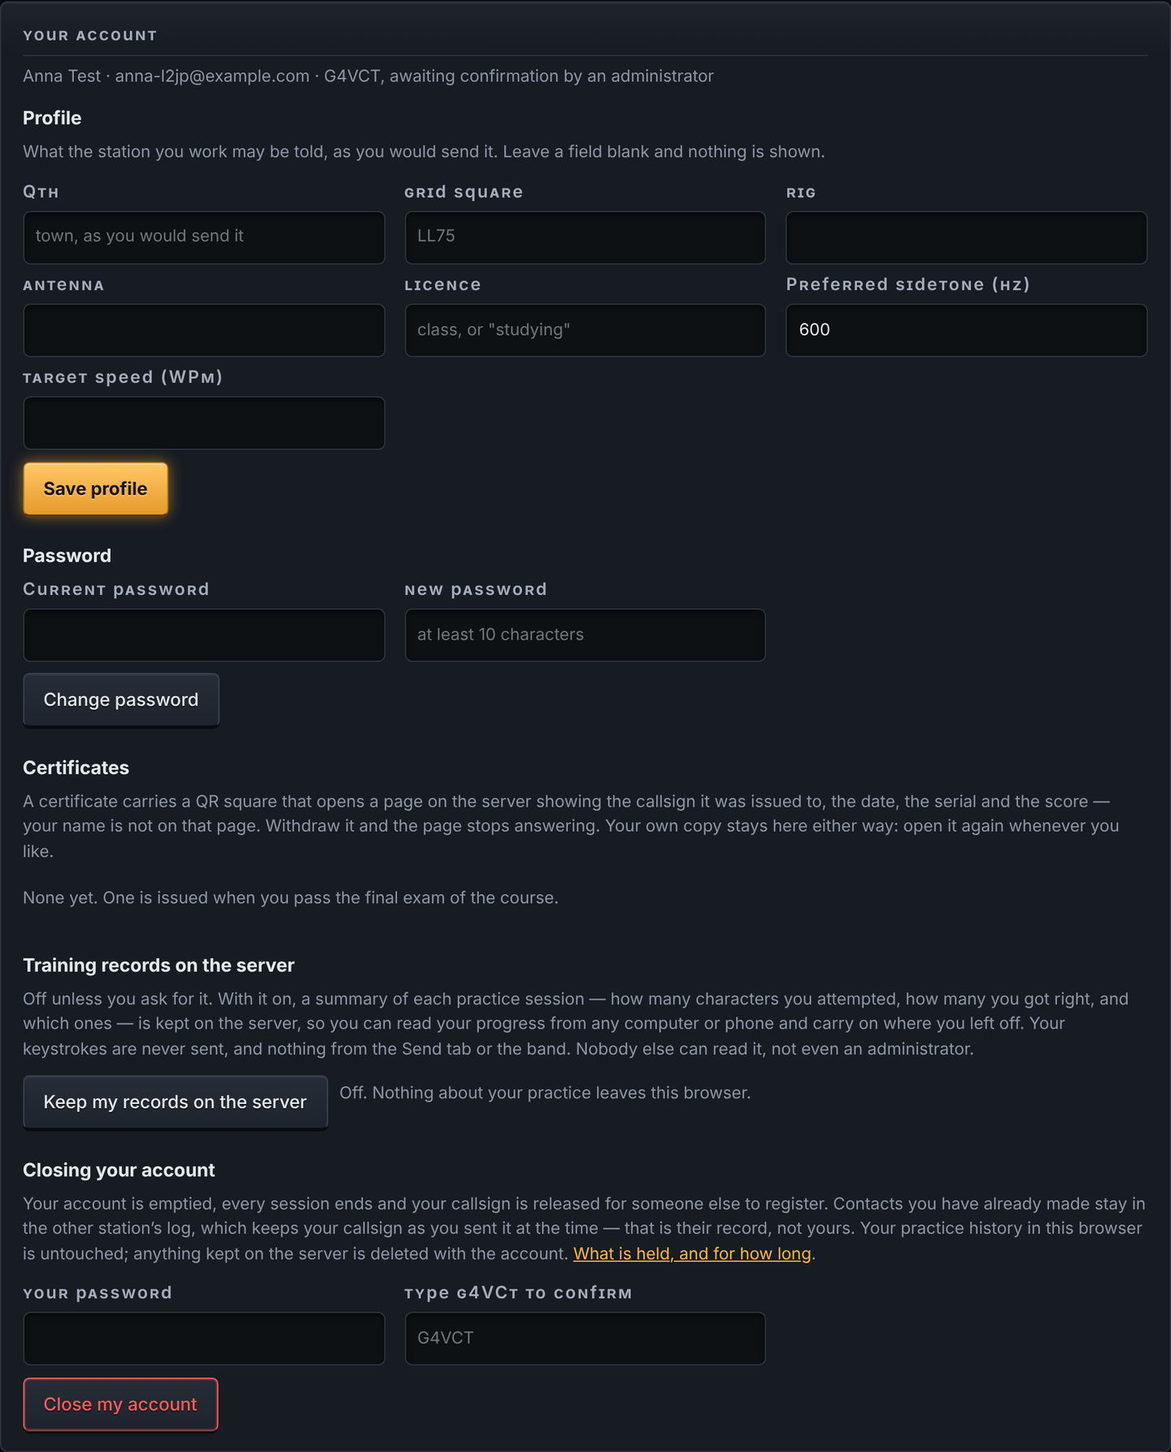 YOUR ACCOUNT
Anna Test · anna-l2jp@example.com · G4VCT, awaiting confirmation by an administrator
Profile
What the station you work may be told, as you would send it. Leave a field blank and nothing is shown.
QTH
GRId squARe
RIG
town, as you would send it
LL75
ANTeNNA
LICeNCe
PRefeRRed sIdeTONe (HZ)
class, or "studying"
600
TARGeT speed (WPM)
Save profile
Password
CuRReNT pAsswORd
New pAsswORd
at least 10 characters
Change password
Certificates
A certificate carries a QR square that opens a page on the server showing the callsign it was issued to, the date, the serial and the score —
your name is not on that page. Withdraw it and the page stops answering. Your own copy stays here either way: open it again whenever you
like.
None yet. One is issued when you pass the final exam of the course.
Training records on the server
Off unless you ask for it. With it on, a summary of each practice session — how many characters you attempted, how many you got right, and
which ones — is kept on the server, so you can read your progress from any computer or phone and carry on where you left off. Your
keystrokes are never sent, and nothing from the Send tab or the band. Nobody else can read it, not even an administrator.
Keep my records on the server
Off. Nothing about your practice leaves this browser.
Closing your account
Your account is emptied, every session ends and your callsign is released for someone else to register. Contacts you have already made stay in
the other station’s log, which keeps your callsign as you sent it at the time — that is their record, not yours. Your practice history in this browser
is untouched; anything kept on the server is deleted with the account. What is held, and for how long.
YOuR pAsswORd
TYpe G4VCT TO CONfIRM
G4VCT
Close my account